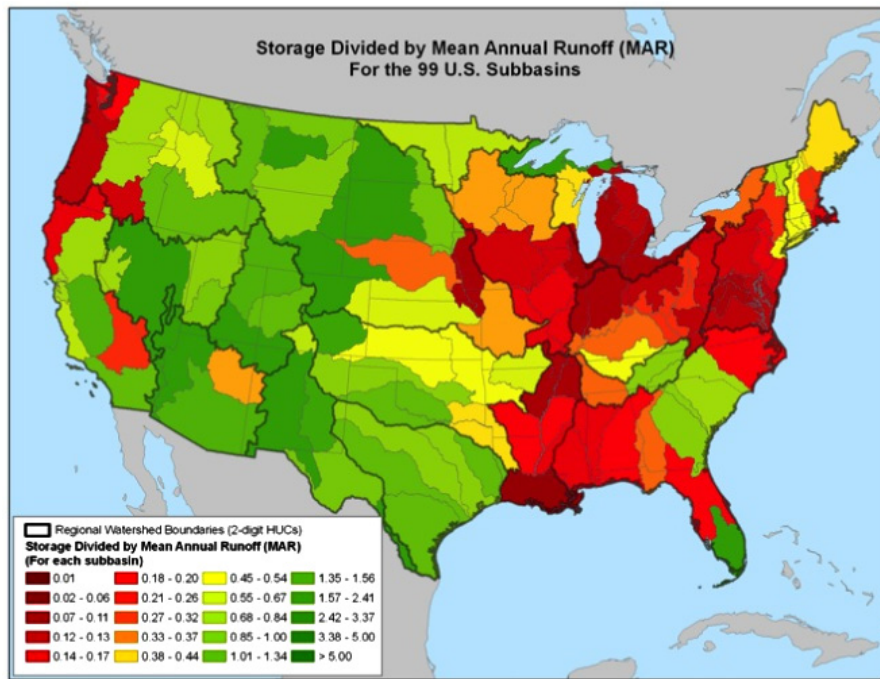 Storage Divided by Mean Annual Runoff (MAR)
For the 99 U.S. Subbasins
Regional Watershed Boundaries (2-digit HUCs)
Storage Divided by Mean Annual Runoff (MAR)
(For each subbasin)
0.01
0.02 - 0.06
0.07 - 0.11
0.12 - 0.13
0.14 - 0.17
0.18 - 0.20
0.21 - 0.26
0.27 - 0.32
0.33 - 0.37
0.38 - 0.44
0.45 - 0.54
0.55 - 0.67
0.68 - 0.84
0.85 - 1.00
1.01 - 1.34
1.35 - 1.56
1.57 - 2.41
2.42 - 3.37
3.38 - 5.00
> 5.00